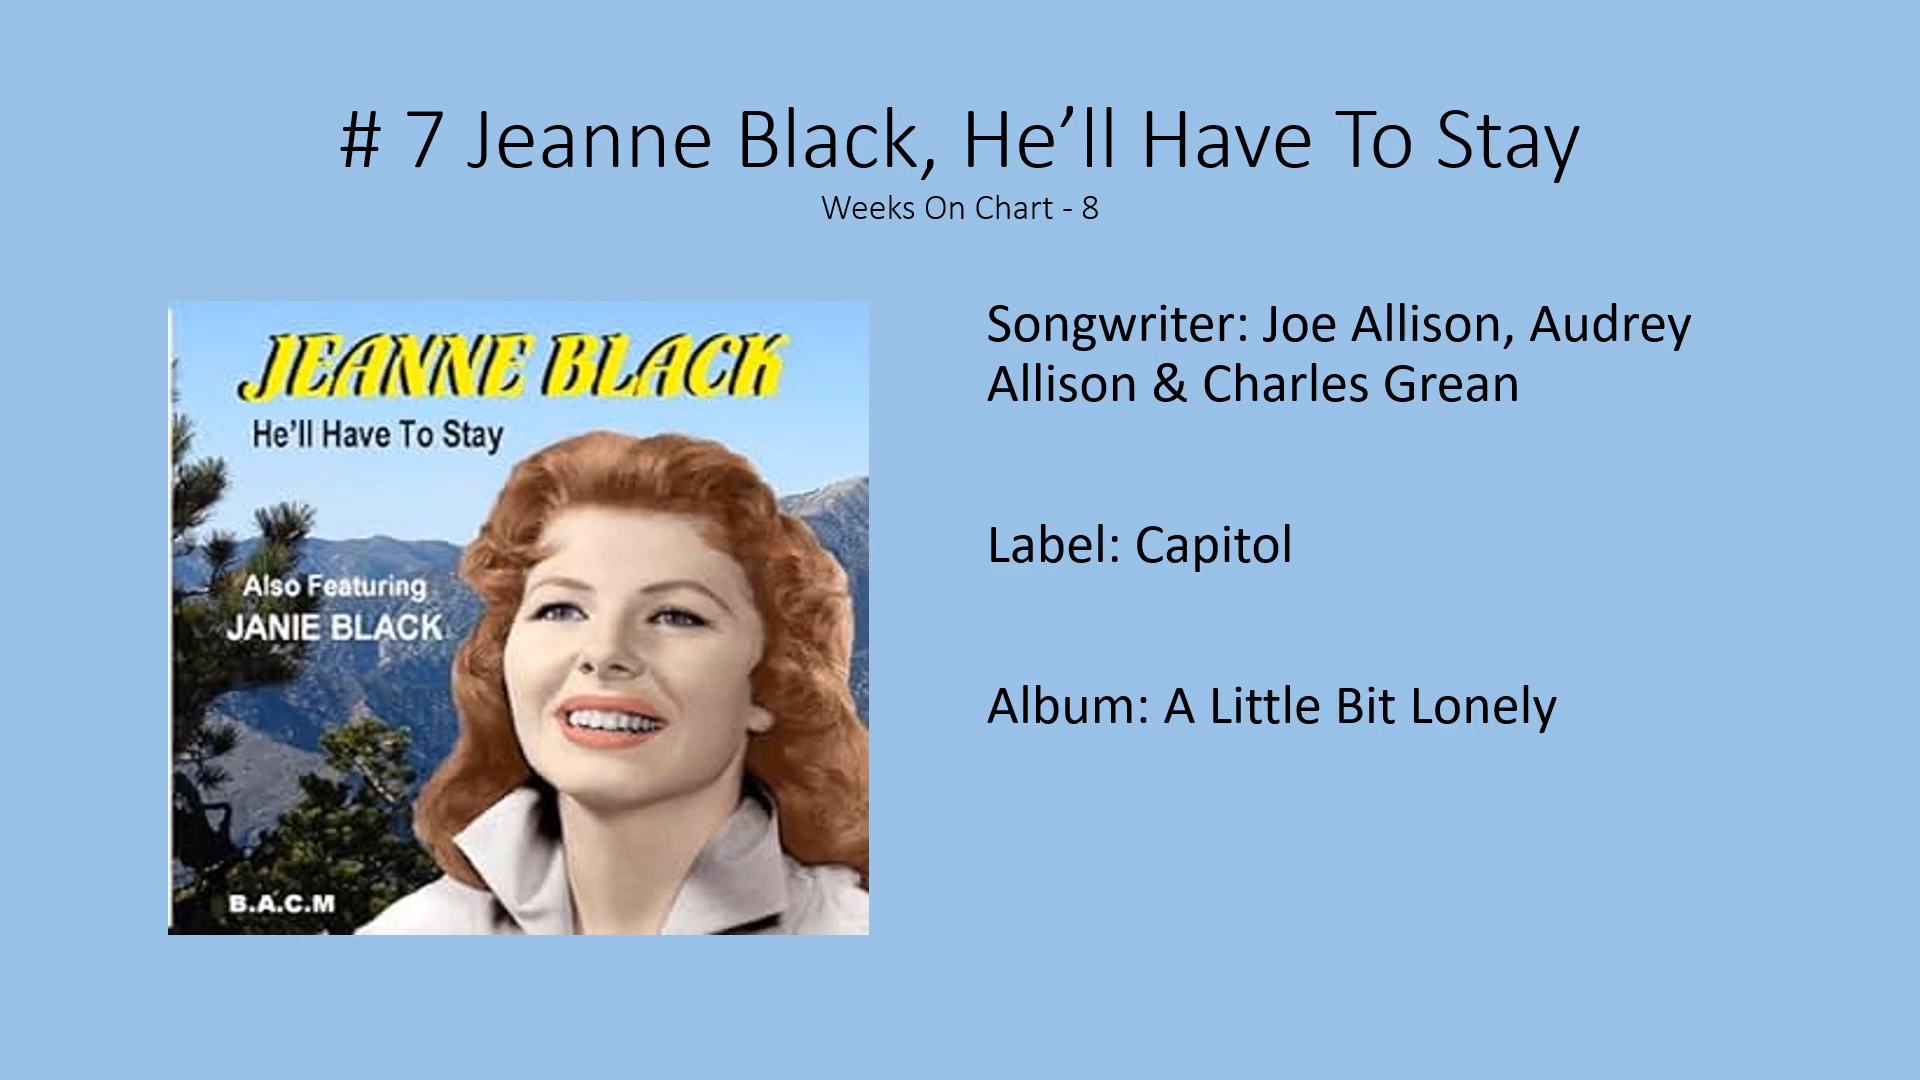 # 7 Jeanne Black, He’ll Have To Stay
Weeks On Chart - 8
JEANNE BLACK
He’ll Have To Stay
Also Featuring
JANIE BLACK
B.A.C.M
Songwriter: Joe Allison, Audrey
Allison & Charles Grean
Label: Capitol
Album: A Little Bit Lonely